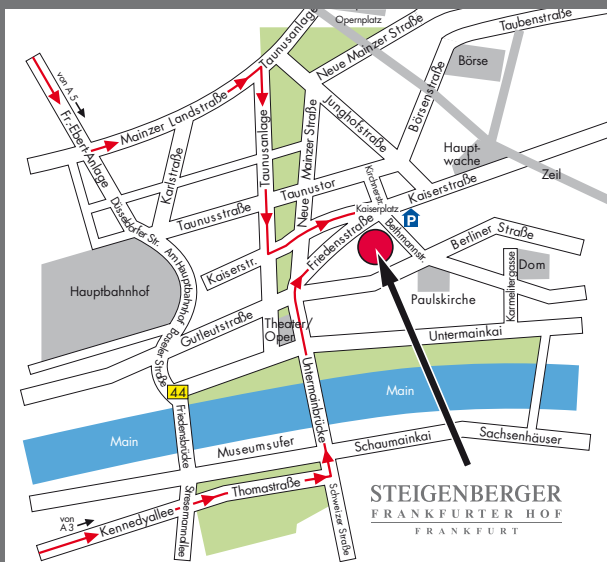 Taunusanlage
Opernplatz
Taubenstraße
Neue Mainzer Straße
Börse
Börsenstraße
von A 5
Mainzer Landstraße
Junghofstraße
Fr.-Ebert-Anlage
Karlstraße
Taunusanlage
Neue Mainzer Straße
Haupt-
wache
Zeil
Kirchnerstr.
Kaiserstraße
Taunustor
Düsseldorfer Str.
Taunusstraße
Kaiserplatz
P
Friedensstraße
Bethmannstr.
Berliner Straße
Am Hauptbahnhof
Kaiserstr.
Dom
Karmelitergasse
Hauptbahnhof
Paulskirche
Gutleutstraße
Theater/
Oper
Untermainkai
Baseler Straße
44
Main
Main
Friedensbrücke
Untermainbrücke
Museumsufer
Schaumainkai
Sachsenhäuser
Thomastraße
von
A 3
Kennedyallee
Stresemannallee
Schweizer Straße
STEIGENBERGER
FRANKFURTER HOF
FRANKFURT